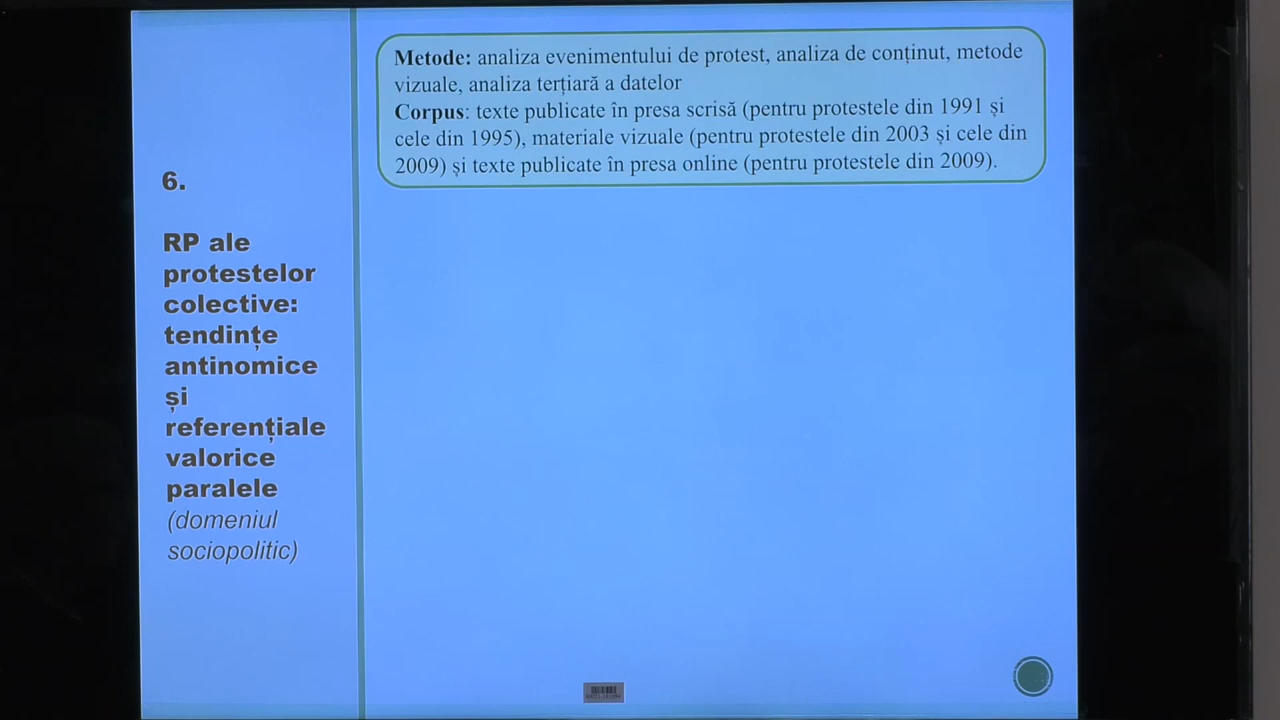 6.
RP ale
protestelor
colective:
tendințe
antinomice
și
referențiale
valorice
paralele
(domeniul
sociopolitic)
Metode: analiza evenimentului de protest, analiza de conținut, metode
vizuale, analiza terțiară a datelor
Corpus: texte publicate în presa scrisă (pentru protestele din 1991 și
cele din 1995), materiale vizuale (pentru protestele din 2003 și cele din
2009) și texte publicate în presa online (pentru protestele din 2009).